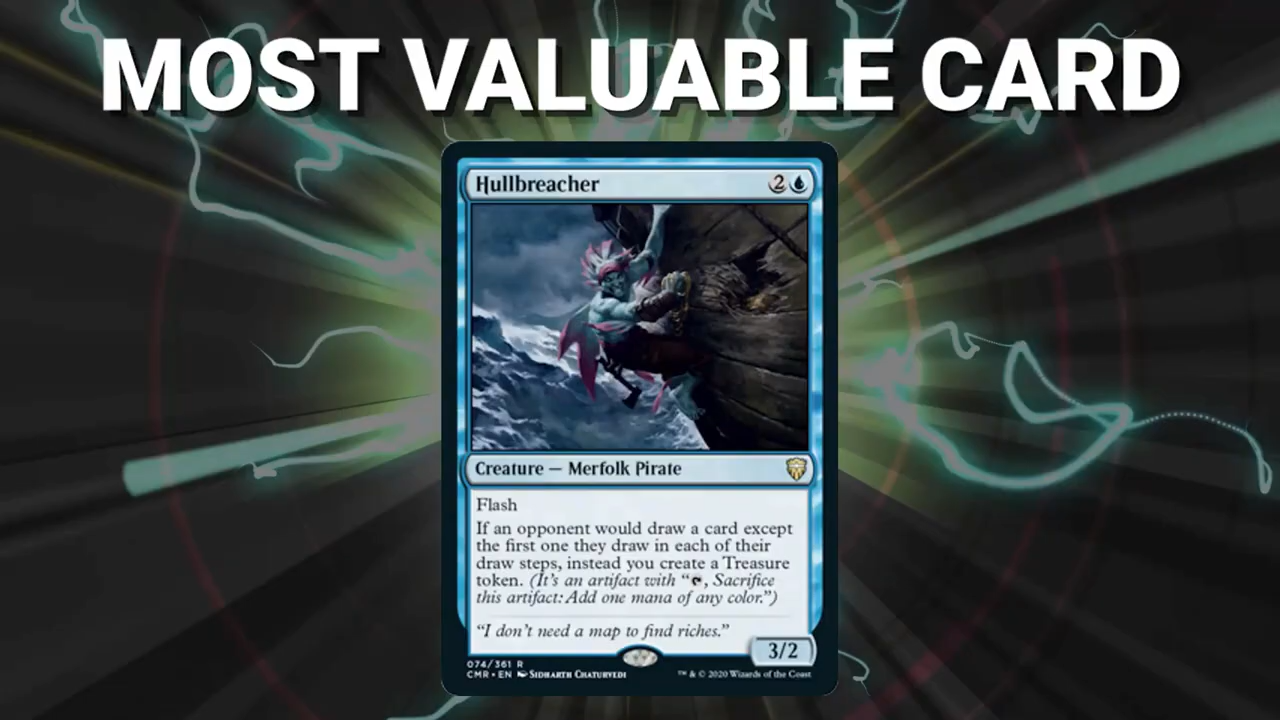 MOST VALUABLE CARD
Hullbreacher 2
Creature — Merfolk Pirate
Flash
If an opponent would draw a card except
the first one they draw in each of their
draw steps, instead you create a Treasure
token. (It's an artifact with “, Sacrifice
this artifact: Add one mana of any color.”)
“I don't need a map to find riches.”
3/2
074/361 R
CMR • EN SIDHARTH CHATURVEDI ™ & © 2020 Wizards of the Coast